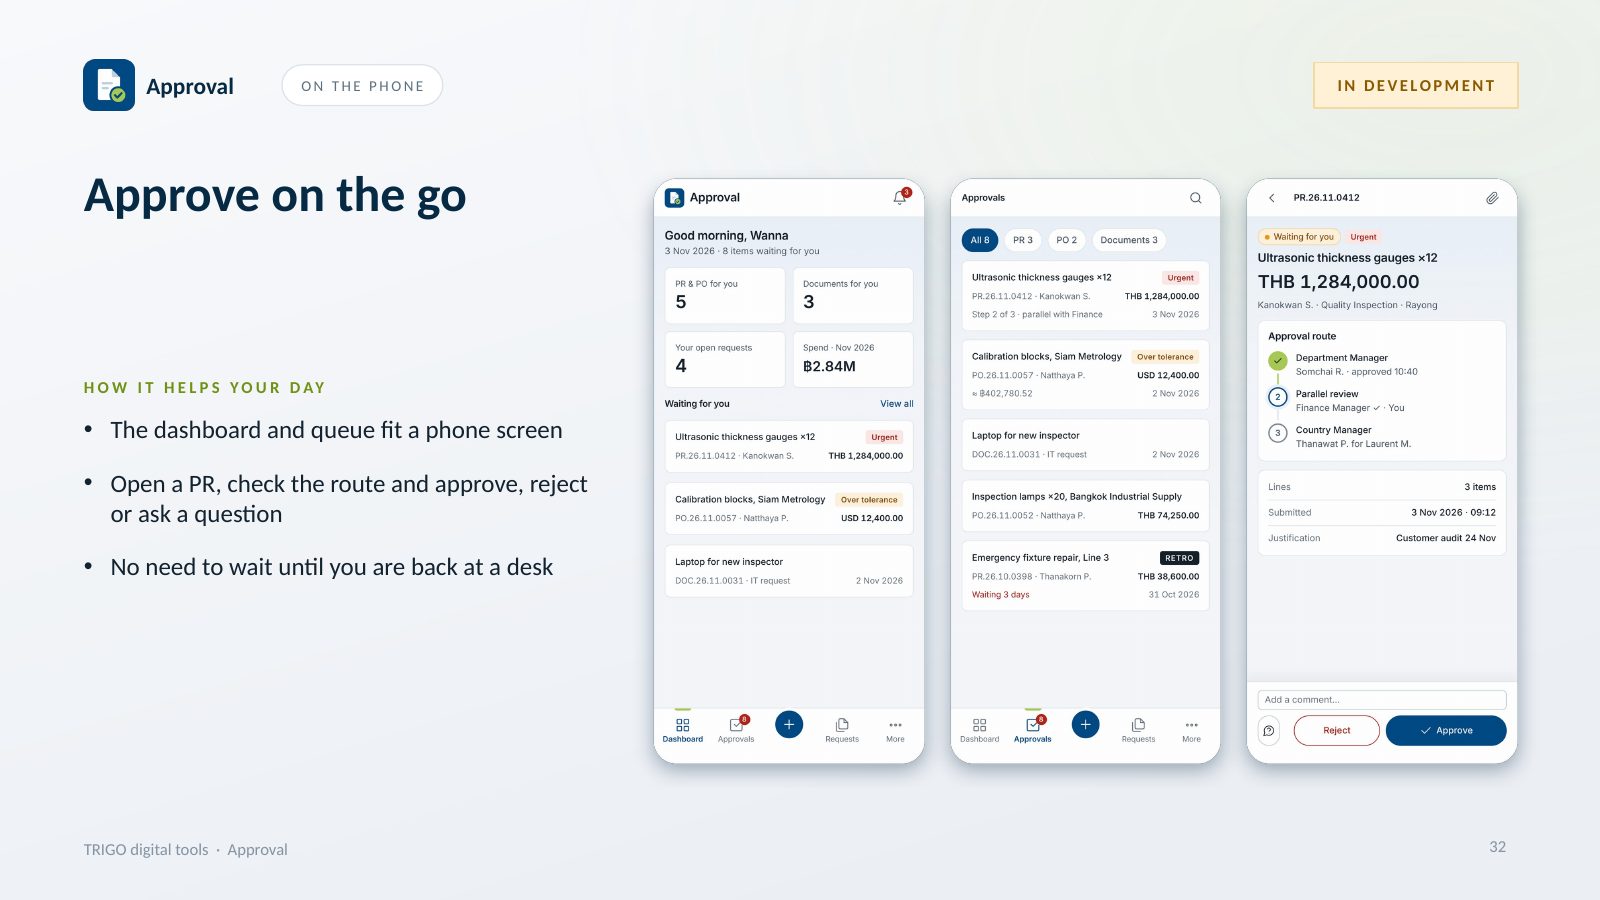 Approval
ON THE PHONE
IN DEVELOPMENT
Approve on the go
HOW IT HELPS YOUR DAY
• The dashboard and queue fit a phone screen
• Open a PR, check the route and approve, reject
or ask a question
• No need to wait until you are back at a desk
Approval
3
Good morning, Wanna
3 Nov 2026 · 8 items waiting for you
PR & PO for you
5
Documents for you
3
Your open requests
4
Spend · Nov 2026
฿2.84M
Waiting for you View all
Ultrasonic thickness gauges ×12 Urgent
PR.26.11.0412 · Kanokwan S. THB 1,284,000.00
Calibration blocks, Siam Metrology Over tolerance
PO.26.11.0057 · Natthaya P. USD 12,400.00
Laptop for new inspector
DOC.26.11.0031 · IT request 2 Nov 2026
8
Dashboard Approvals Requests More
Approvals
All 8 PR 3 PO 2 Documents 3
Ultrasonic thickness gauges ×12 Urgent
PR.26.11.0412 · Kanokwan S. THB 1,284,000.00
Step 2 of 3 · parallel with Finance 3 Nov 2026
Calibration blocks, Siam Metrology Over tolerance
PO.26.11.0057 · Natthaya P. USD 12,400.00
≈ ฿402,780.52 2 Nov 2026
Laptop for new inspector
DOC.26.11.0031 · IT request 2 Nov 2026
Inspection lamps ×20, Bangkok Industrial Supply
PO.26.11.0052 · Natthaya P. THB 74,250.00
Emergency fixture repair, Line 3 RETRO
PR.26.10.0398 · Thanakorn P. THB 38,600.00
Waiting 3 days 31 Oct 2026
8
Dashboard Approvals Requests More
PR.26.11.0412
Waiting for you Urgent
Ultrasonic thickness gauges ×12
THB 1,284,000.00
Kanokwan S. · Quality Inspection · Rayong
Approval route
Department Manager
Somchai R. · approved 10:40
2 Parallel review
Finance Manager ✓ · You
3 Country Manager
Thanawat P. for Laurent M.
Lines 3 items
Submitted 3 Nov 2026 · 09:12
Justification Customer audit 24 Nov
Add a comment...
Reject Approve
TRIGO digital tools · Approval
32